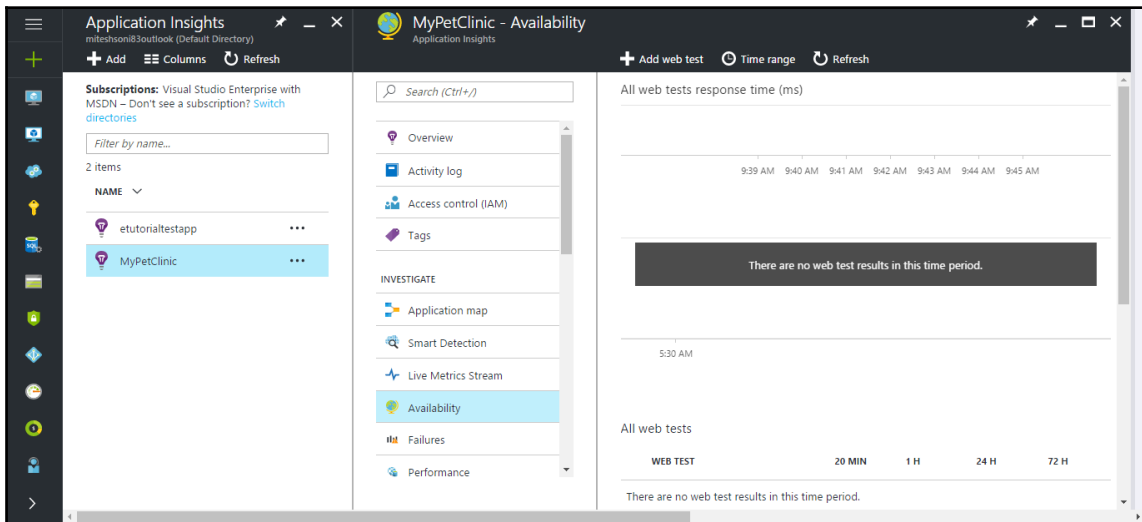 Application Insights
miteshsoni83outlook (Default Directory)
Add Columns Refresh
Subscriptions: Visual Studio Enterprise with
MSDN – Don't see a subscription? Switch
directories
Filter by name...
2 items
NAME
etutorialtestapp
MyPetClinic
MyPetClinic - Availability
Application Insights
Search (Ctrl+/)
Overview
Activity log
Access control (IAM)
Tags
INVESTIGATE
Application map
Smart Detection
Live Metrics Stream
Availability
Failures
Performance
Add web test Time range Refresh
All web tests response time (ms)
9:39 AM 9:40 AM 9:41 AM 9:42 AM 9:43 AM 9:44 AM 9:45 AM
There are no web test results in this time period.
5:30 AM
All web tests
WEB TEST 20 MIN 1 H 24 H 72 H
There are no web test results in this time period.